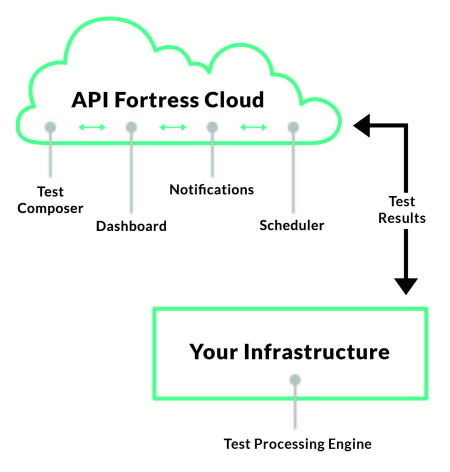 API Fortress Cloud
Test
Composer
Dashboard
Notifications
Scheduler
Test
Results
Your Infrastructure
Test Processing Engine